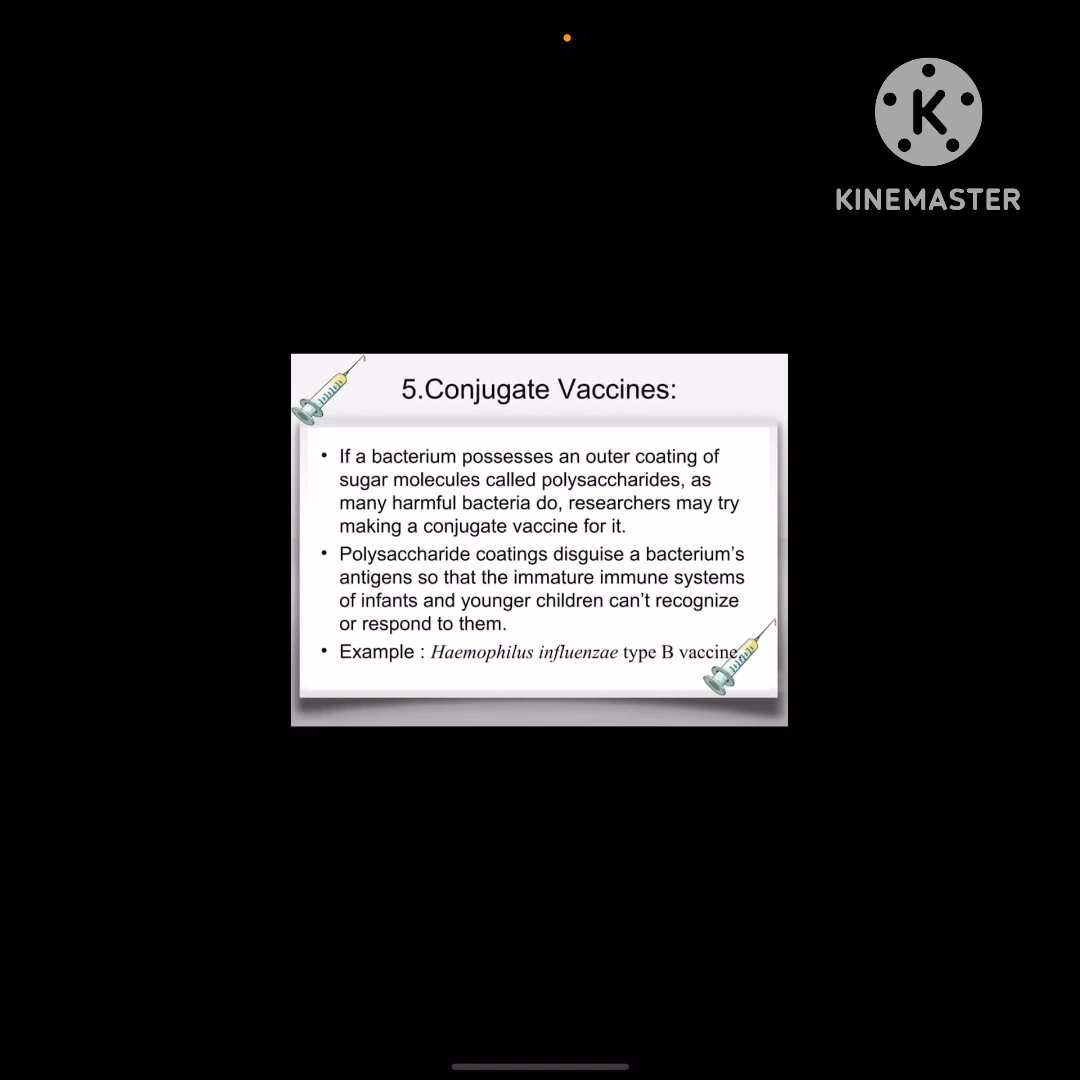 K
KINEMASTER
5.Conjugate Vaccines:
• If a bacterium possesses an outer coating of
sugar molecules called polysaccharides, as
many harmful bacteria do, researchers may try
making a conjugate vaccine for it.
• Polysaccharide coatings disguise a bacterium’s
antigens so that the immature immune systems
of infants and younger children can’t recognize
or respond to them.
• Example : Haemophilus influenzae type B vaccine.